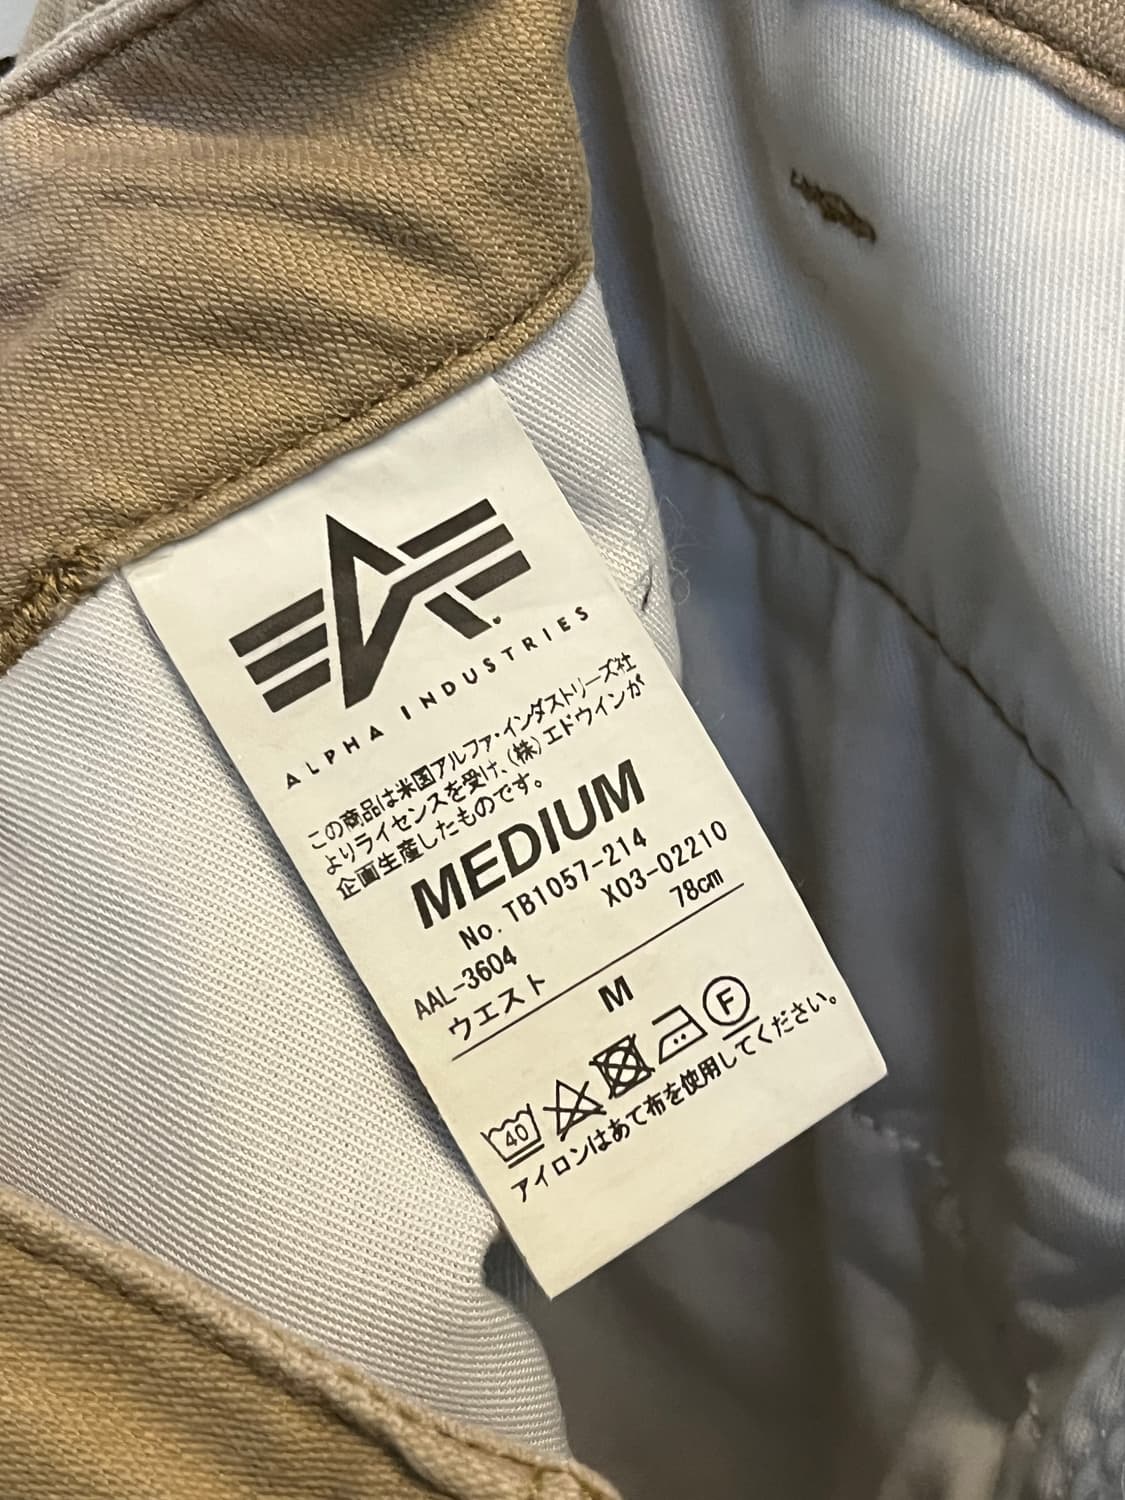 ALPHA INDUSTRIES
この商品は米国アルファ・インダストリーズ社
よりライセンスを受け、(株)エドウインが
企画生産したものです。
MEDIUM
No. TB1057-214
AAL-3604 X03-02210
ウエスト 78cm
M
40 F
アイロンはあて布を使用してください。